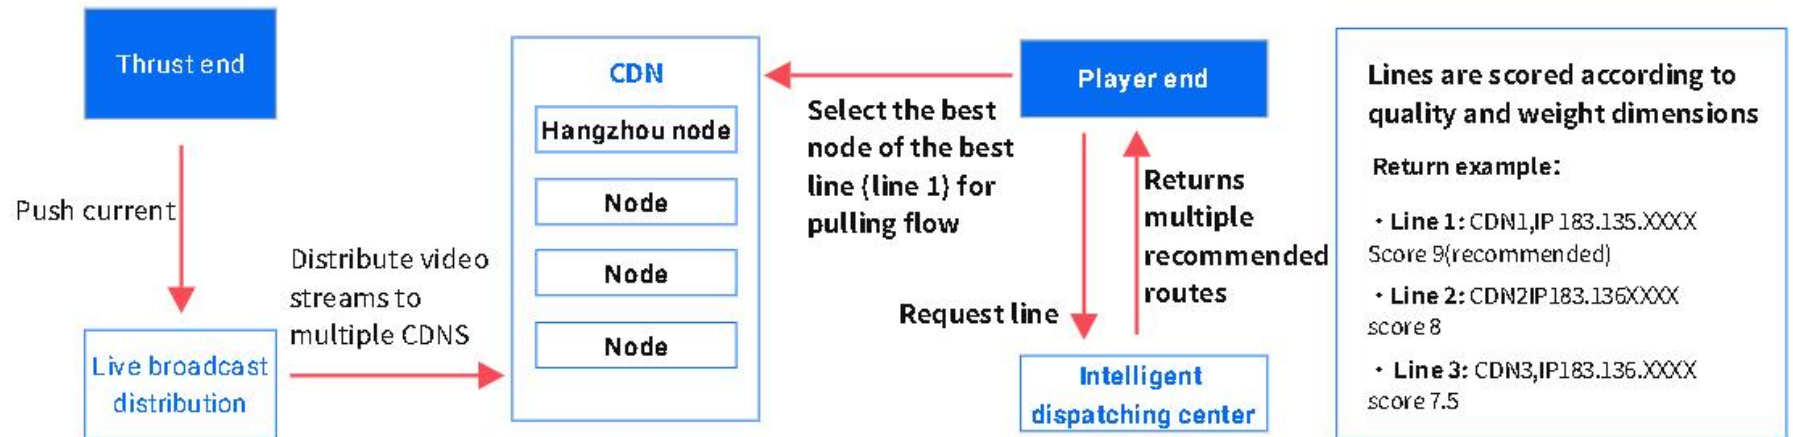 Thrust end
Push current
Live broadcast
distribution
Distribute video
streams to
multiple CDNS
CDN
Hangzhou node
Node
Node
Node
Select the best
node of the best
line (line 1) for
pulling flow
Player end
Request line
Returns
multiple
recommended
routes
Intelligent
dispatching center
Lines are scored according to
quality and weight dimensions
Return example:
· Line 1: CDN1,IP 183.135.XXXX
Score 9(recommended)
· Line 2: CDN2IP183.136XXXX
score 8
· Line 3: CDN3,IP183.136.XXXX
score 7.5